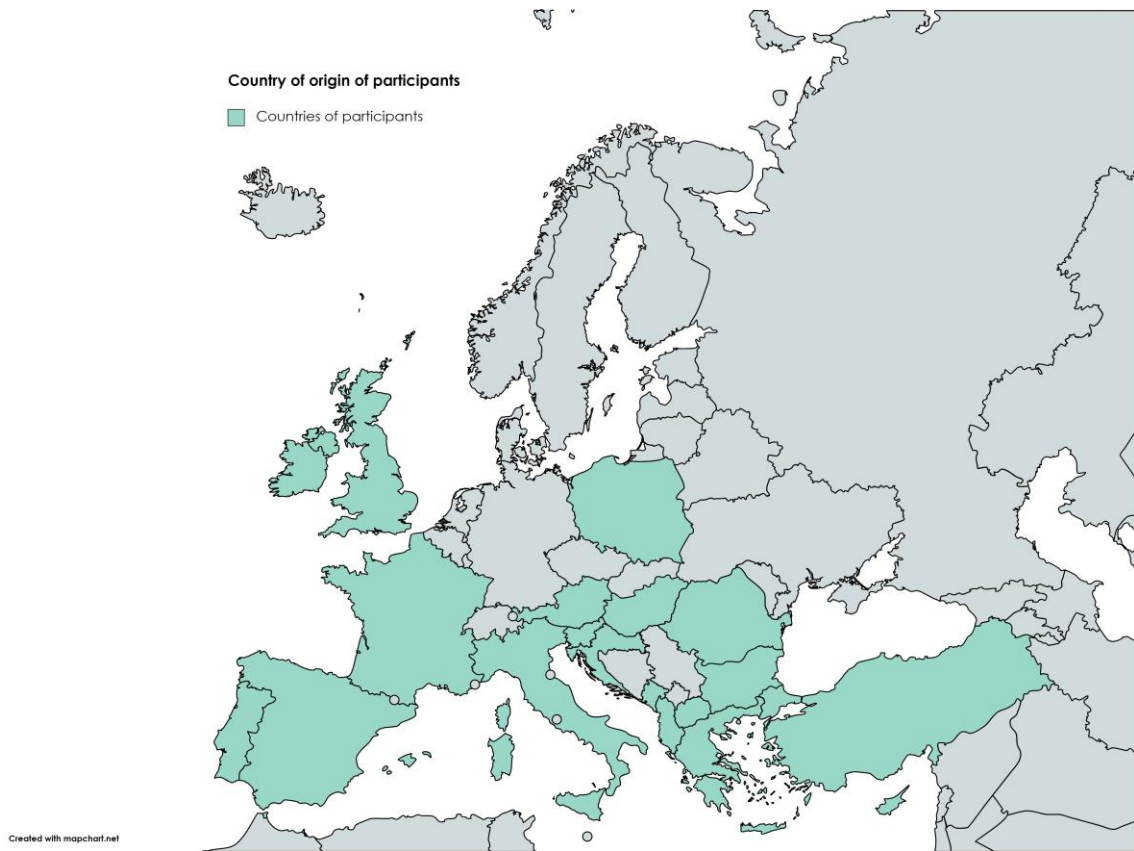 Country of origin of participants
Countries of participants
Created with mapchart.net